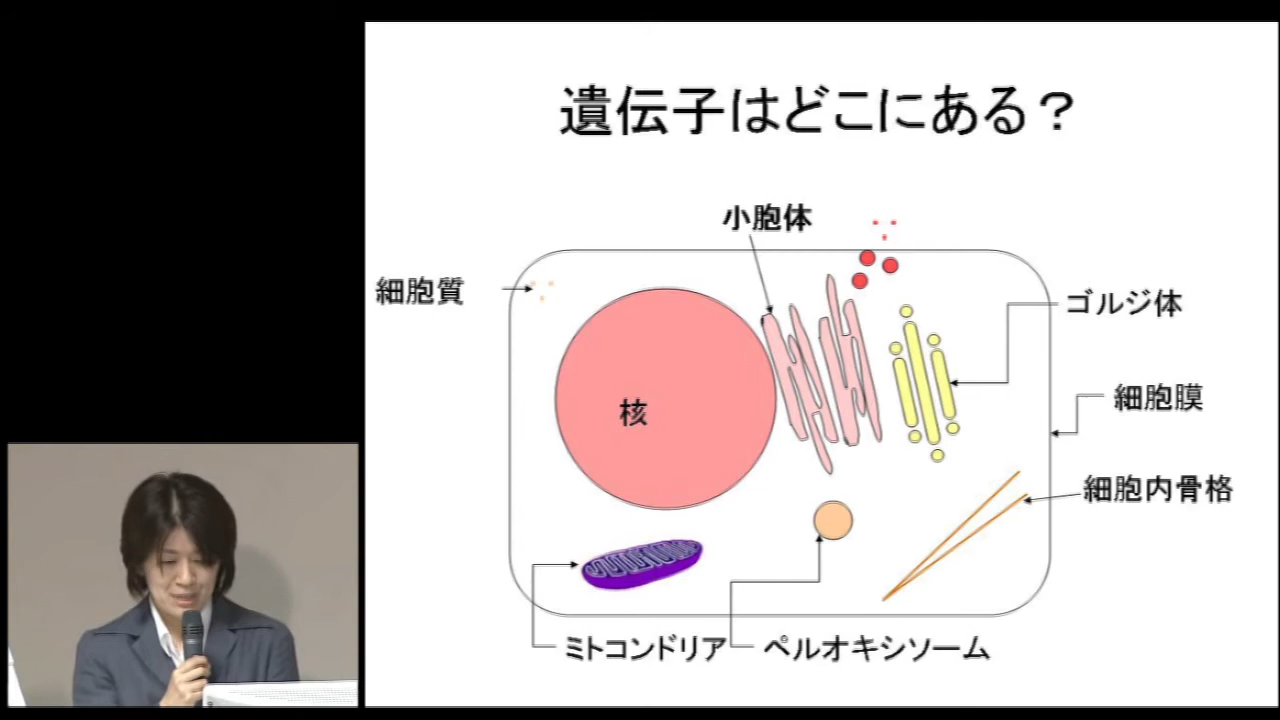 遺伝子はどこにある？
小胞体
細胞質
ゴルジ体
核
細胞膜
細胞内骨格
ミトコンドリア
ペルオキシソーム